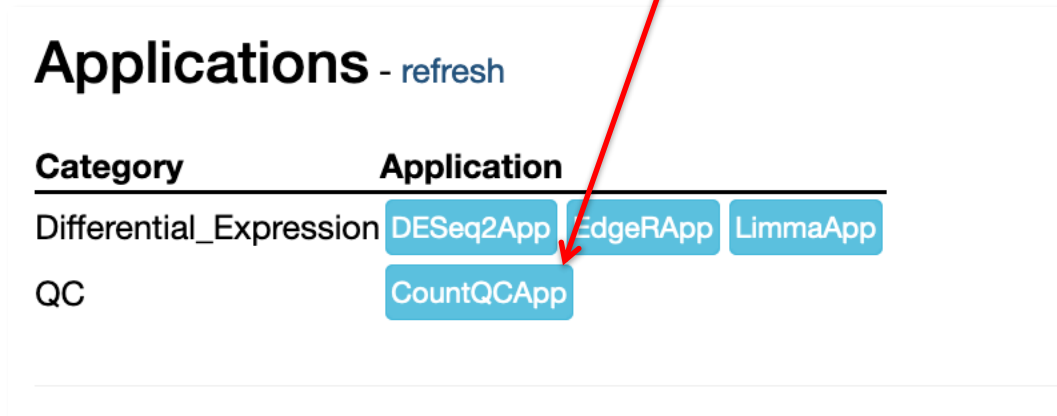 Applications - refresh
Category Application
Differential_Expression DESeq2App EdgeRApp LimmaApp
QC CountQCApp